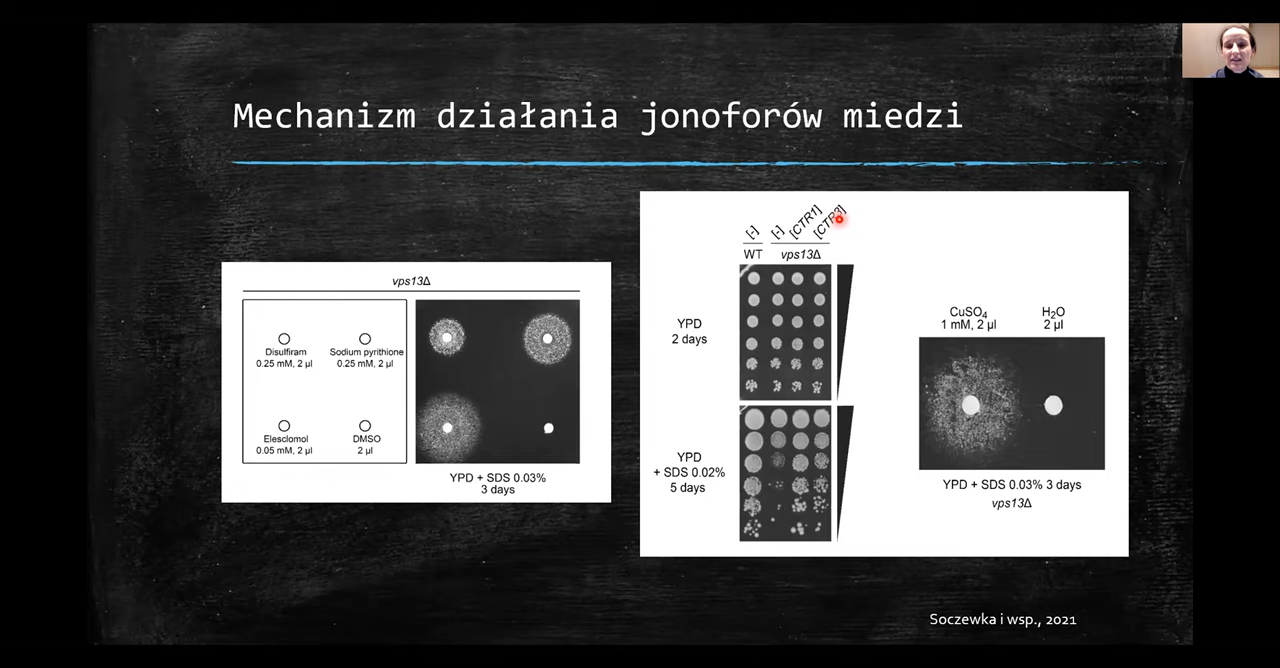 Mechanizm działania jonoforów miedzi
vps13Δ
Disulfiram
0.25 mM, 2 µl
Sodium pyrithione
0.25 mM, 2 µl
Elesclomol
0.05 mM, 2 µl
DMSO
2 µl
YPD + SDS 0.03%
3 days
[-]
[-]
[CTR1]
[CTR3]
WT
vps13Δ
YPD
2 days
YPD
+ SDS 0.02%
5 days
CuSO₄
1 mM, 2 µl
H₂O
2 µl
YPD + SDS 0.03% 3 days
vps13Δ
Soczewka i wsp., 2021